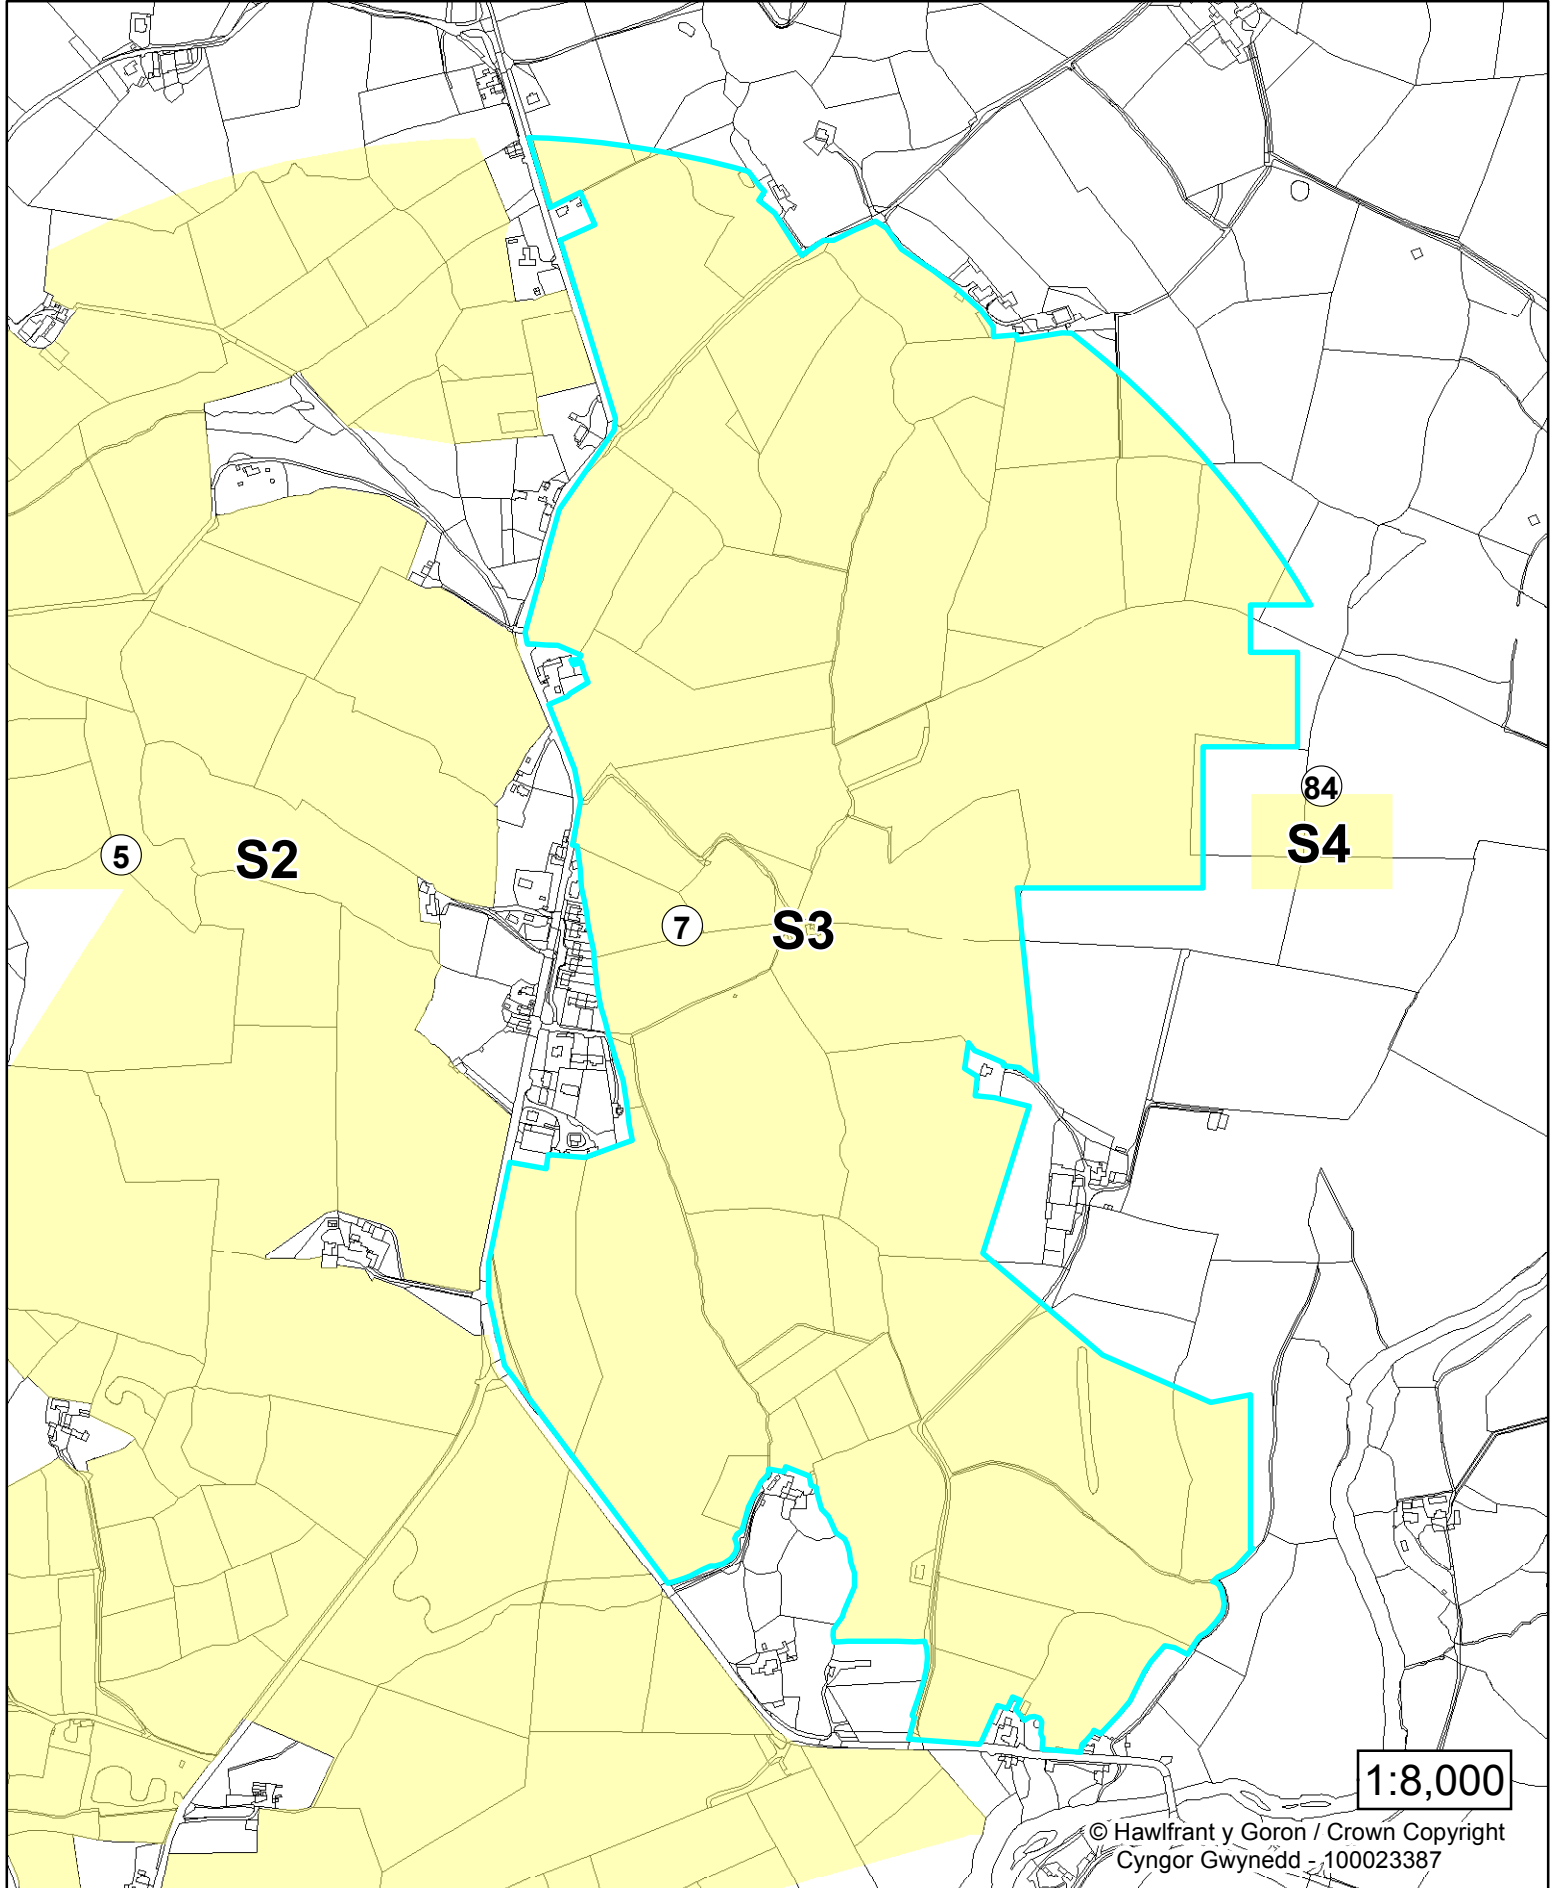 84
S4
5
S2
7
S3
1:8,000
© Hawlfraint y Goron / Crown Copyright
Cyngor Gwynedd - 100023387